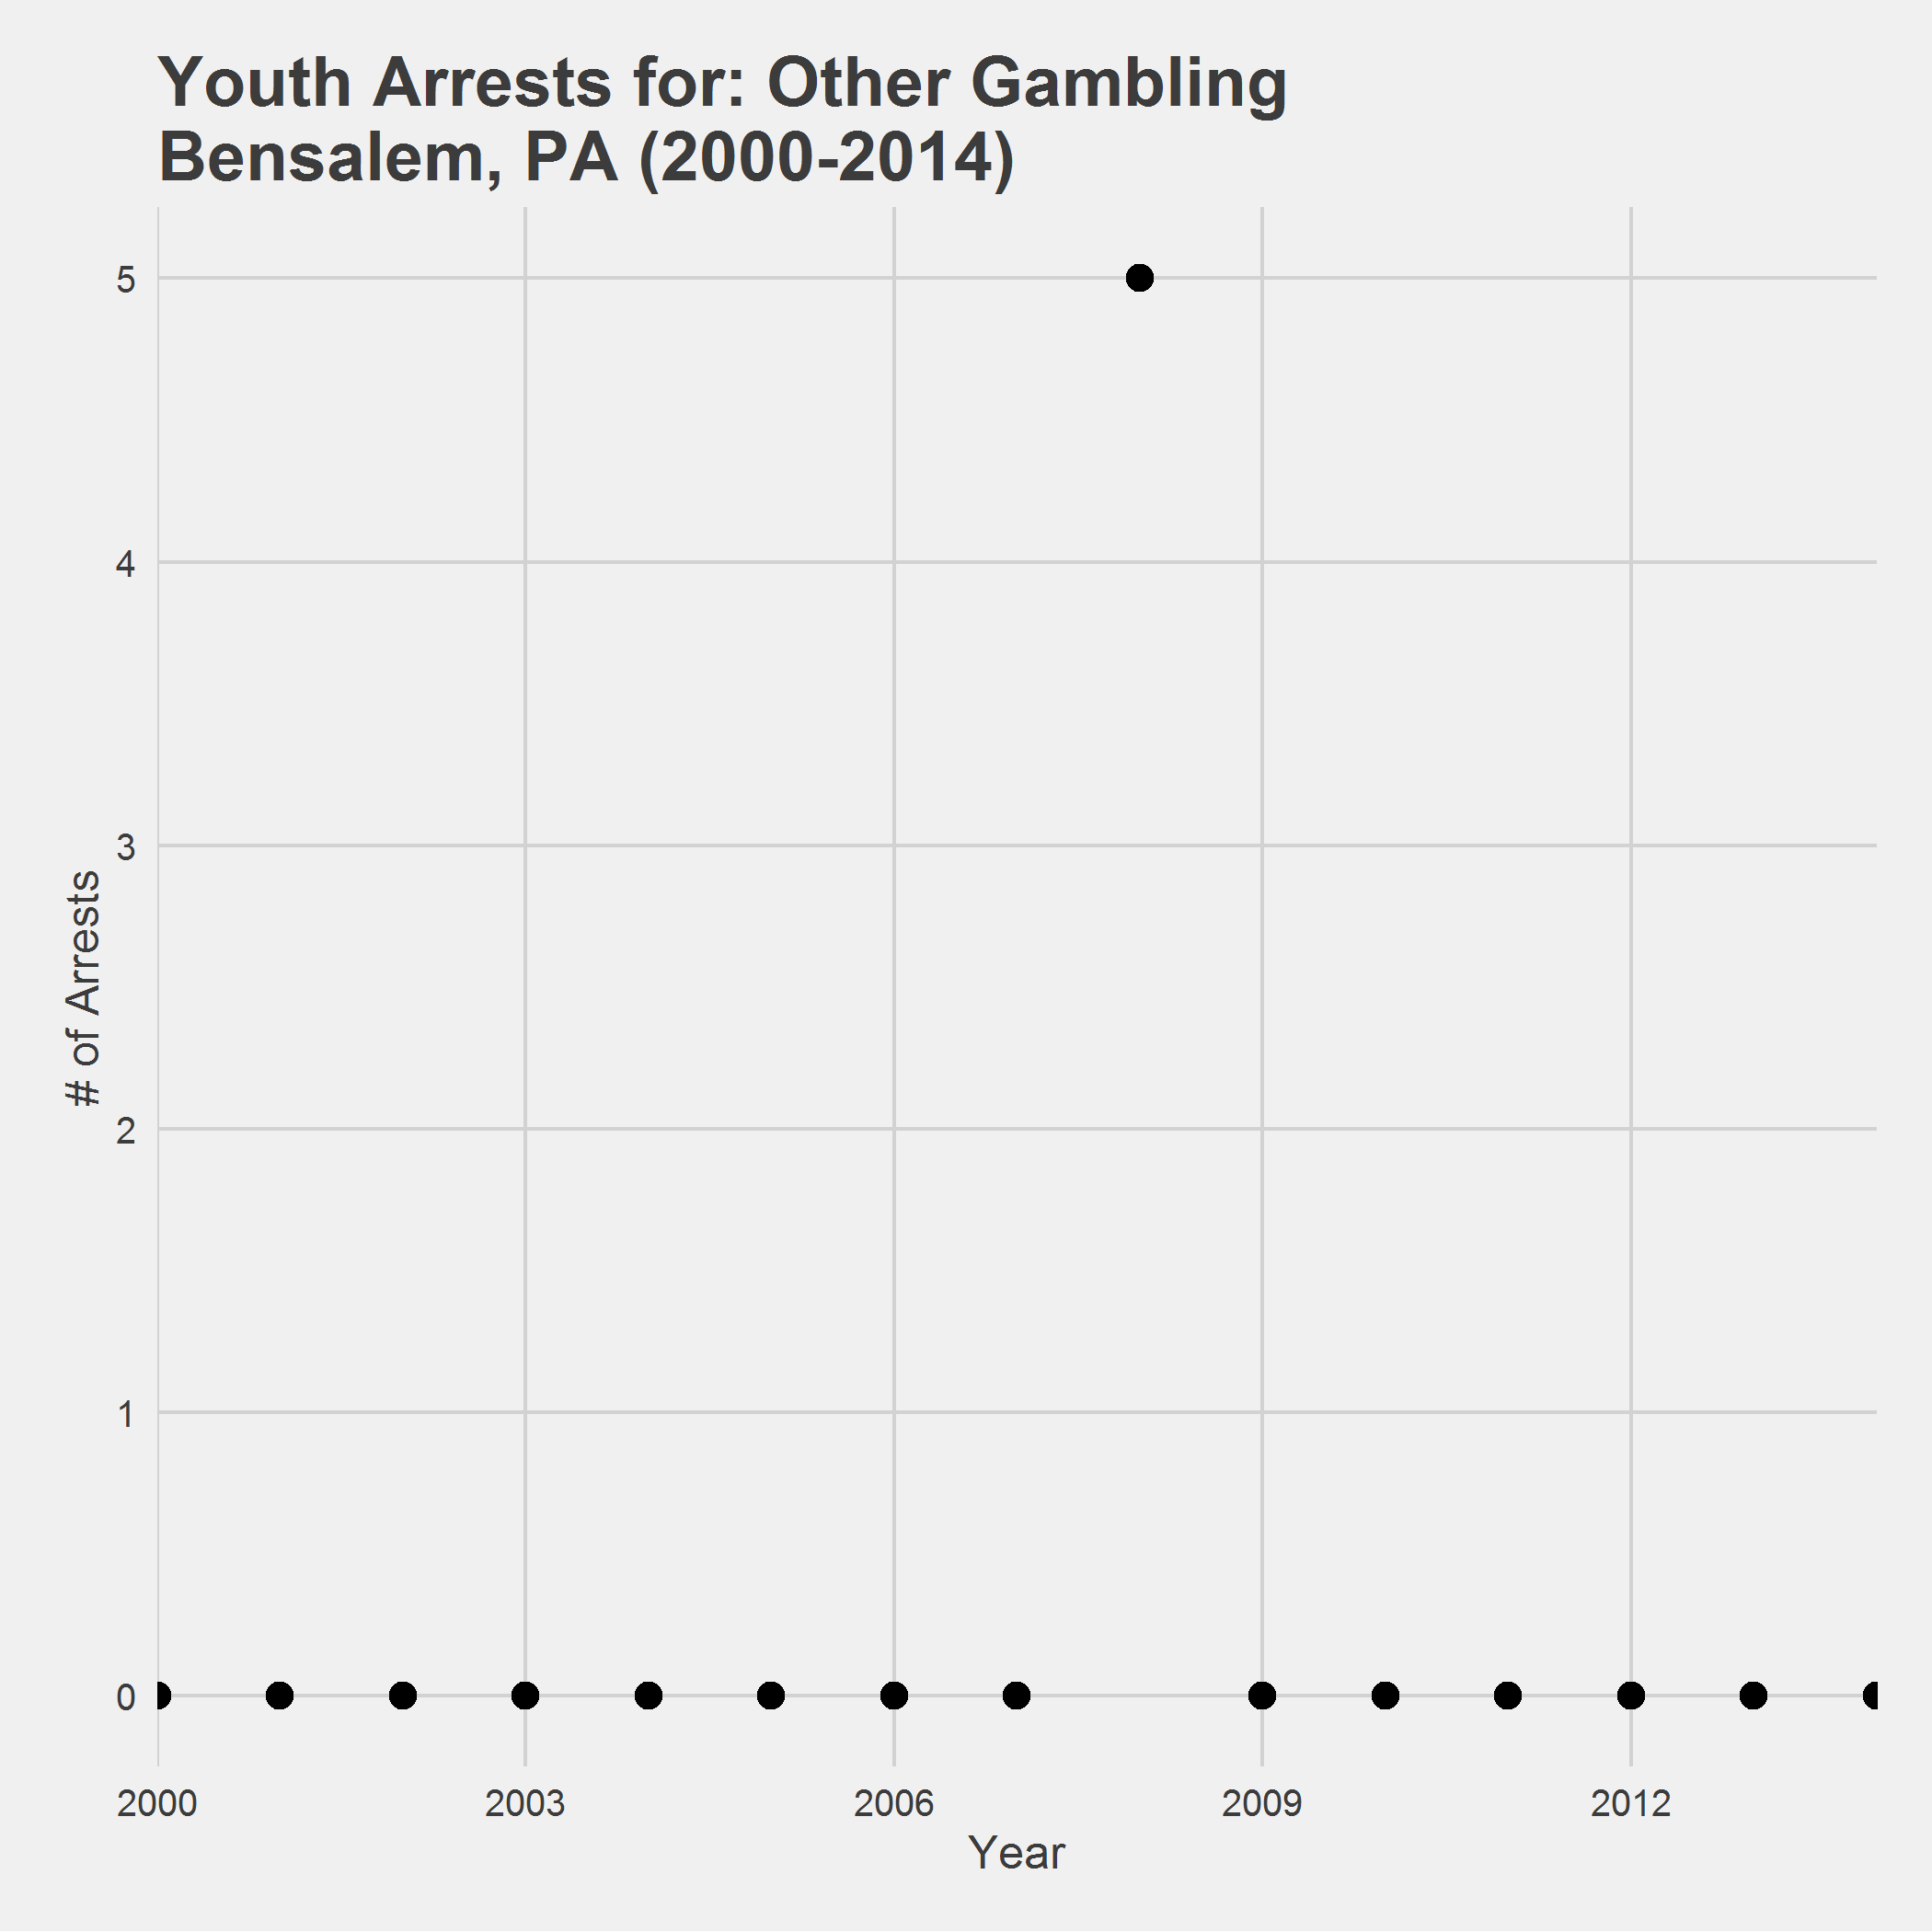 Youth Arrests for: Other Gambling
Bensalem, PA (2000-2014)
5
4
3
2
1
0
# of Arrests
2000 2003 2006 2009 2012
Year